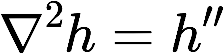 ∇²h = h″